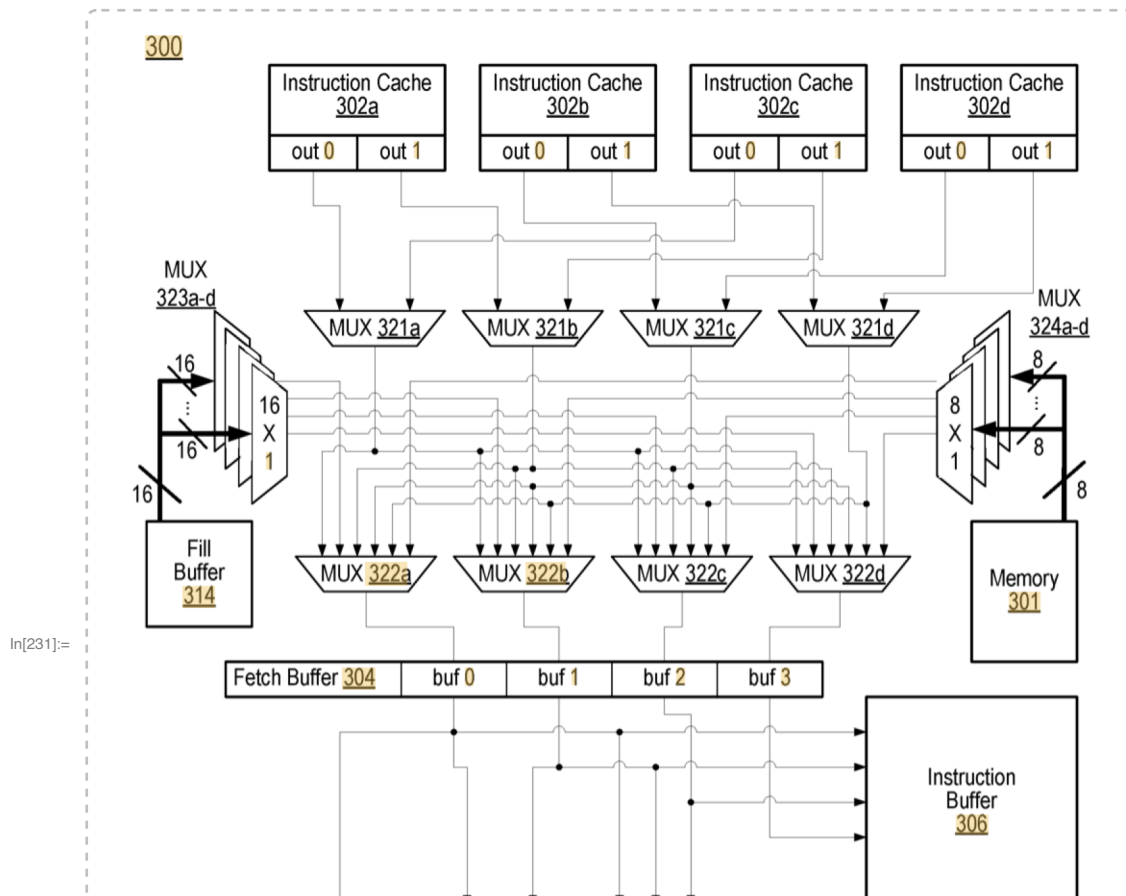 300
Instruction Cache
302a
out 0
out 1
Instruction Cache
302b
out 0
out 1
Instruction Cache
302c
out 0
out 1
Instruction Cache
302d
out 0
out 1
MUX
323a-d
MUX
324a-d
MUX 321a
MUX 321b
MUX 321c
MUX 321d
16
⋮
16
16
16
X
1
8
X
1
8
⋮
8
8
Fill
Buffer
314
MUX 322a
MUX 322b
MUX 322c
MUX 322d
Memory
301
In[231]:=
Fetch Buffer 304
buf 0
buf 1
buf 2
buf 3
Instruction
Buffer
306